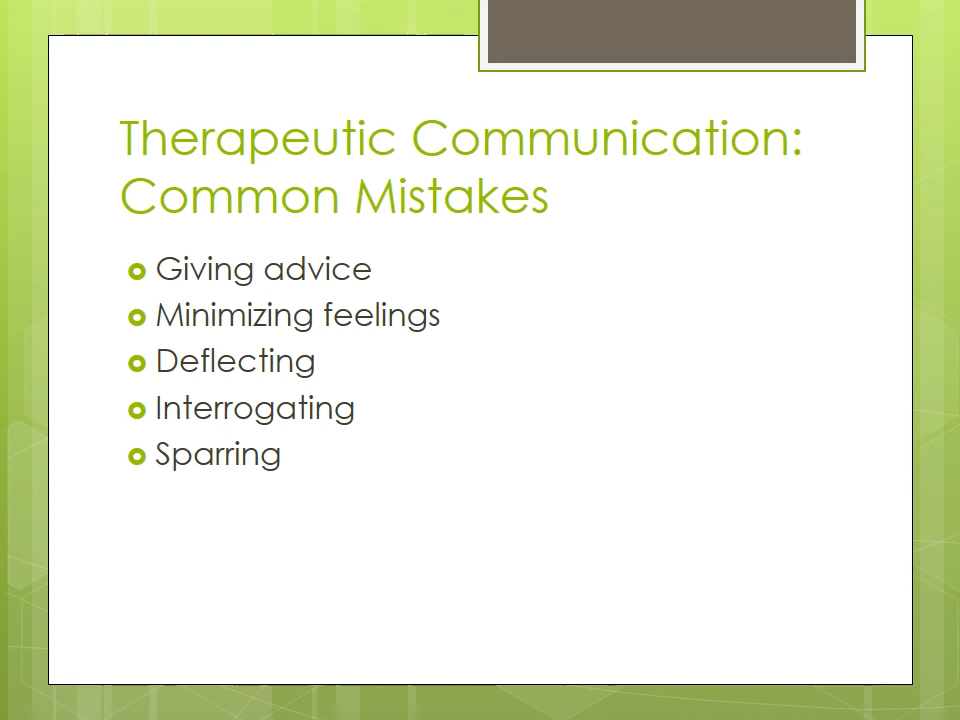 Therapeutic Communication:
Common Mistakes
Giving advice
Minimizing feelings
Deflecting
Interrogating
Sparring